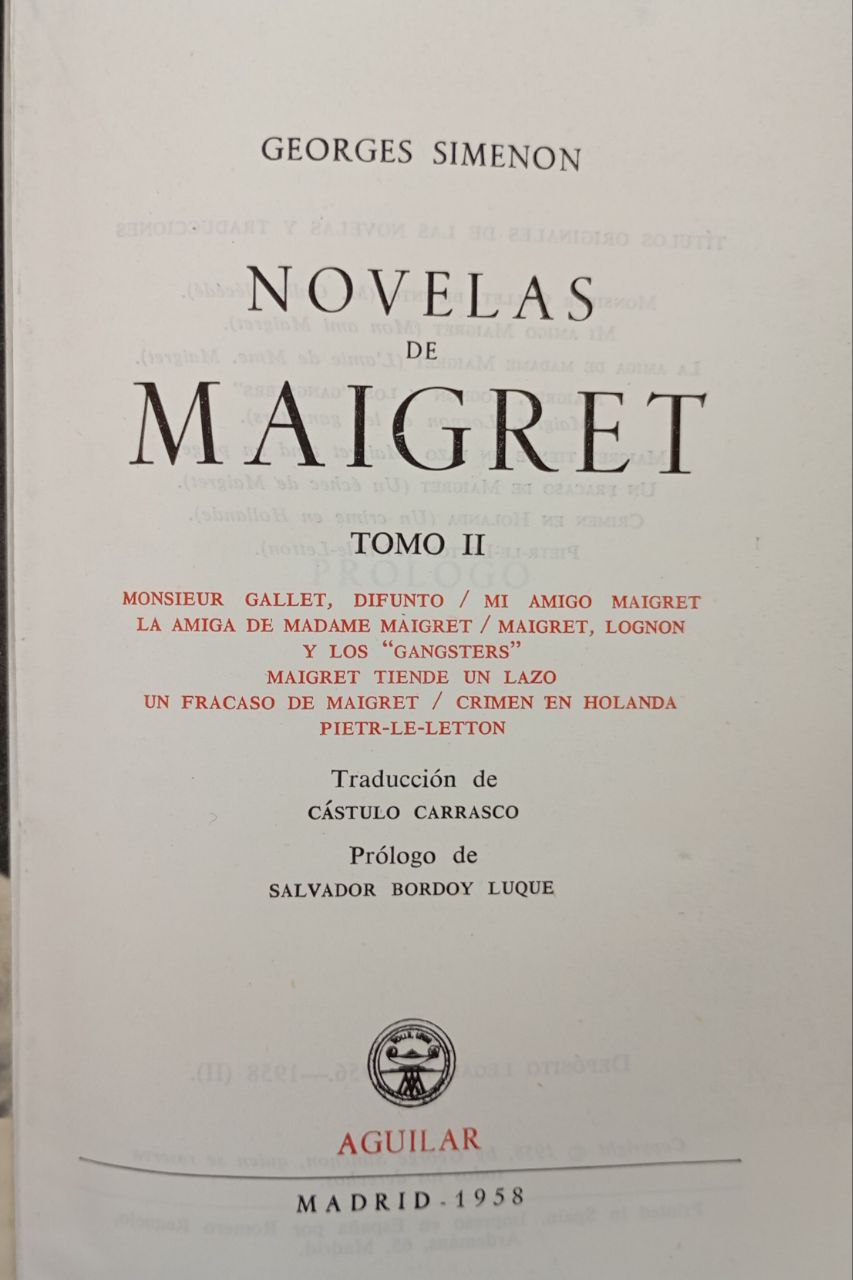 GEORGES SIMENON
NOVELAS
DE
MAIGRET
TOMO II
MONSIEUR GALLET, DIFUNTO / MI AMIGO MAIGRET
LA AMIGA DE MADAME MAIGRET / MAIGRET, LOGNON
Y LOS “GANGSTERS”
MAIGRET TIENDE UN LAZO
UN FRACASO DE MAIGRET / CRIMEN EN HOLANDA
PIETR-LE-LETTON
Traducción de
CÁSTULO CARRASCO
Prólogo de
SALVADOR BORDOY LUQUE
AGUILAR
MADRID - 1958